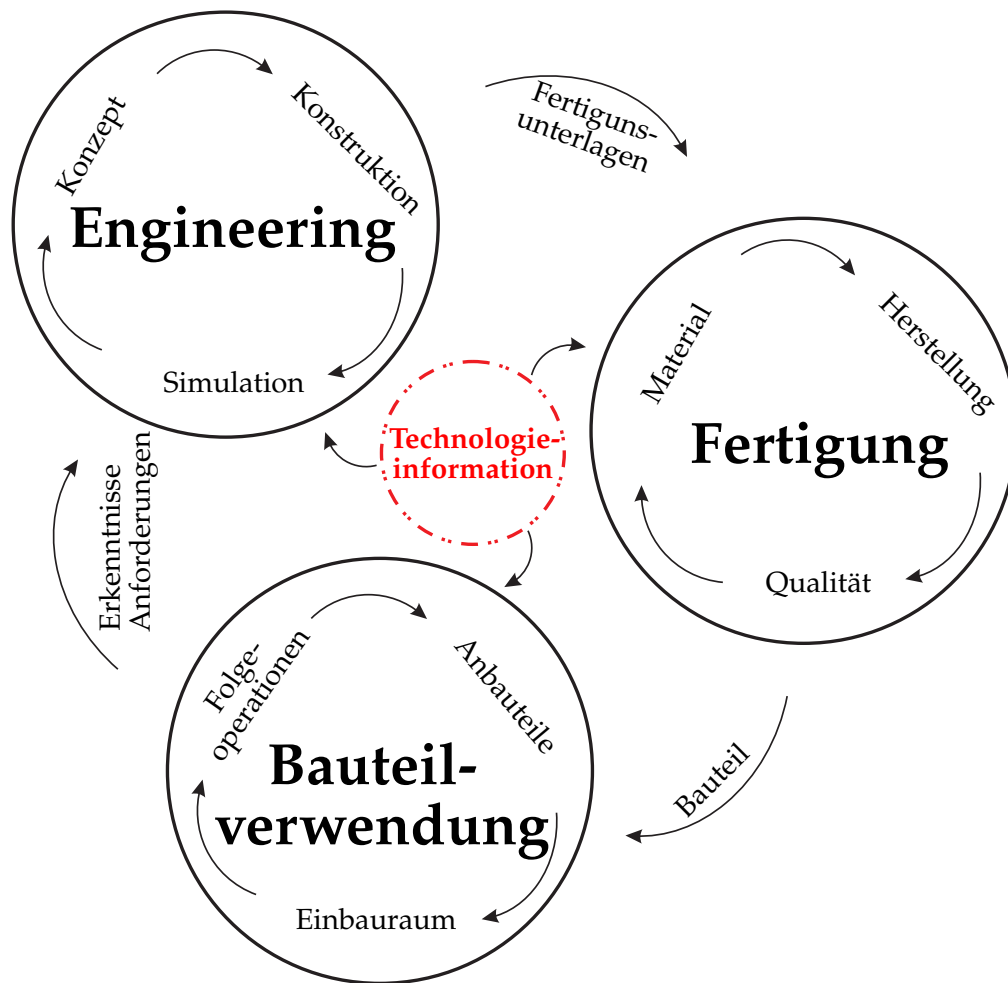 Konzept
Konstruktion
Engineering
Simulation
Fertiguns-
unterlagen
Material
Herstellung
Fertigung
Qualität
Technologie-
information
Erkenntnisse
Anforderungen
Folge-
operationen
Anbauteile
Bauteil-
verwendung
Einbauraum
Bauteil